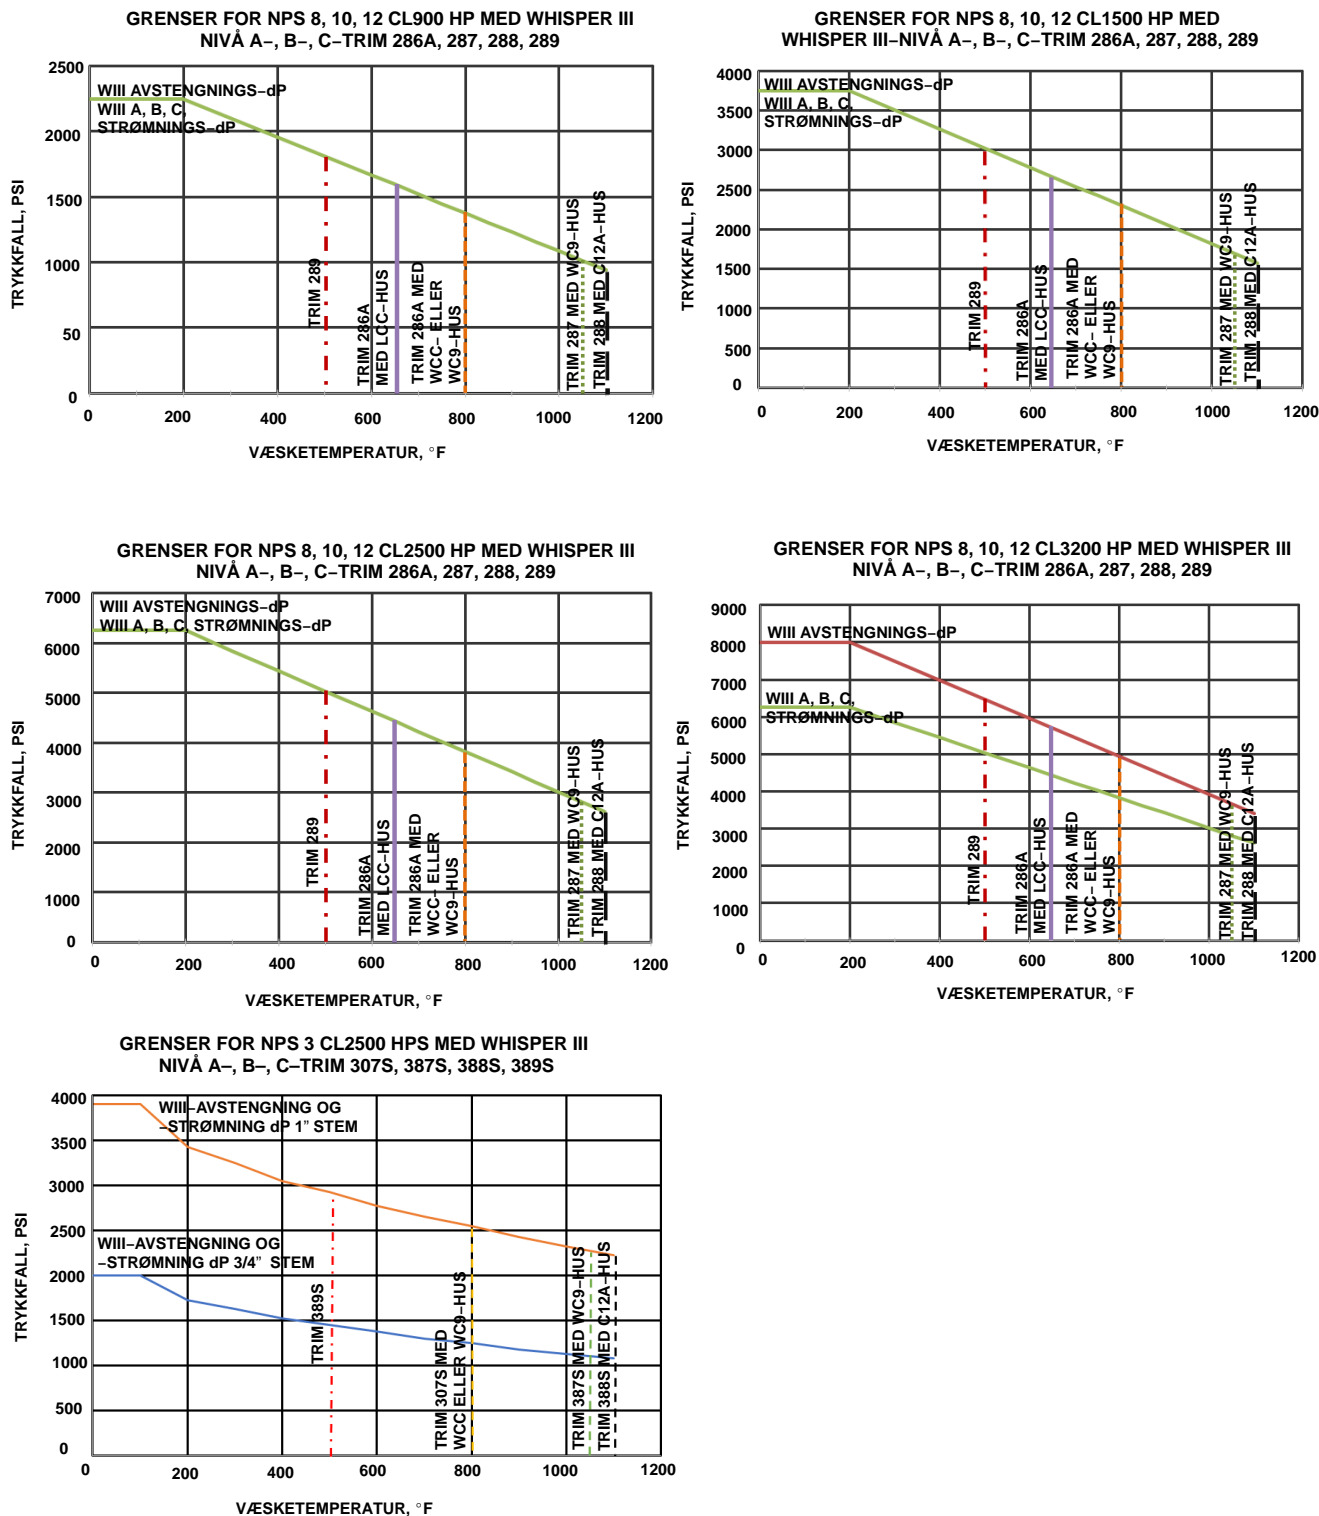 GRENSER FOR NPS 8, 10, 12 CL900 HP MED WHISPER III
NIVÅ A–, B–, C–TRIM 286A, 287, 288, 289
TRYKKFALL, PSI
2500
2000
1500
1000
50
0
WIII AVSTENGNINGS–dP
WIII A, B, C,
STRØMNINGS–dP
TRIM 289
TRIM 286A
MED LCC–HUS
TRIM 286A MED
WCC– ELLER
WC9–HUS
TRIM 287 MED WC9–HUS
TRIM 288 MED C12A–HUS
0
200
400
600
800
1000
1200
VÆSKETEMPERATUR, °F
GRENSER FOR NPS 8, 10, 12 CL1500 HP MED
WHISPER III–NIVÅ A–, B–, C–TRIM 286A, 287, 288, 289
TRYKKFALL, PSI
4000
3500
3000
2500
2000
1500
1000
500
0
WIII AVSTENGNINGS–dP
WIII A, B, C,
STRØMNINGS–dP
TRIM 289
TRIM 286A
MED LCC–HUS
TRIM 286A MED
WCC– ELLER
WC9–HUS
TRIM 287 MED WC9–HUS
TRIM 288 MED C12A–HUS
0
200
400
600
800
1000
1200
VÆSKETEMPERATUR, °F
GRENSER FOR NPS 8, 10, 12 CL2500 HP MED WHISPER III
NIVÅ A–, B–, C–TRIM 286A, 287, 288, 289
TRYKKFALL, PSI
7000
6000
5000
4000
3000
2000
1000
0
WIII AVSTENGNINGS–dP
WIII A, B, C, STRØMNINGS–dP
TRIM 289
TRIM 286A
MED LCC–HUS
TRIM 286A MED
WCC– ELLER
WC9–HUS
TRIM 287 MED WC9–HUS
TRIM 288 MED C12A–HUS
0
200
400
600
800
1000
1200
VÆSKETEMPERATUR, °F
GRENSER FOR NPS 8, 10, 12 CL3200 HP MED WHISPER III
NIVÅ A–, B–, C–TRIM 286A, 287, 288, 289
TRYKKFALL, PSI
9000
8000
7000
6000
5000
4000
3000
2000
1000
0
WIII AVSTENGNINGS–dP
WIII A, B, C,
STRØMNINGS–dP
TRIM 289
TRIM 286A
MED LCC–HUS
TRIM 286A MED
WCC– ELLER
WC9–HUS
TRIM 287 MED WC9–HUS
TRIM 288 MED C12A–HUS
0
200
400
600
800
1000
1200
VÆSKETEMPERATUR, °F
GRENSER FOR NPS 3 CL2500 HPS MED WHISPER III
NIVÅ A–, B–, C–TRIM 307S, 387S, 388S, 389S
TRYKKFALL, PSI
4000
3500
3000
2500
2000
1500
1000
500
0
WIII–AVSTENGNING OG
–STRØMNING dP 1” STEM
WIII–AVSTENGNING OG
–STRØMNING dP 3/4” STEM
TRIM 389S
TRIM 307S MED
WCC ELLER WC9–HUS
TRIM 387S MED WC9–HUS
TRIM 388S MED C12A–HUS
0
200
400
600
800
1000
1200
VÆSKETEMPERATUR, °F